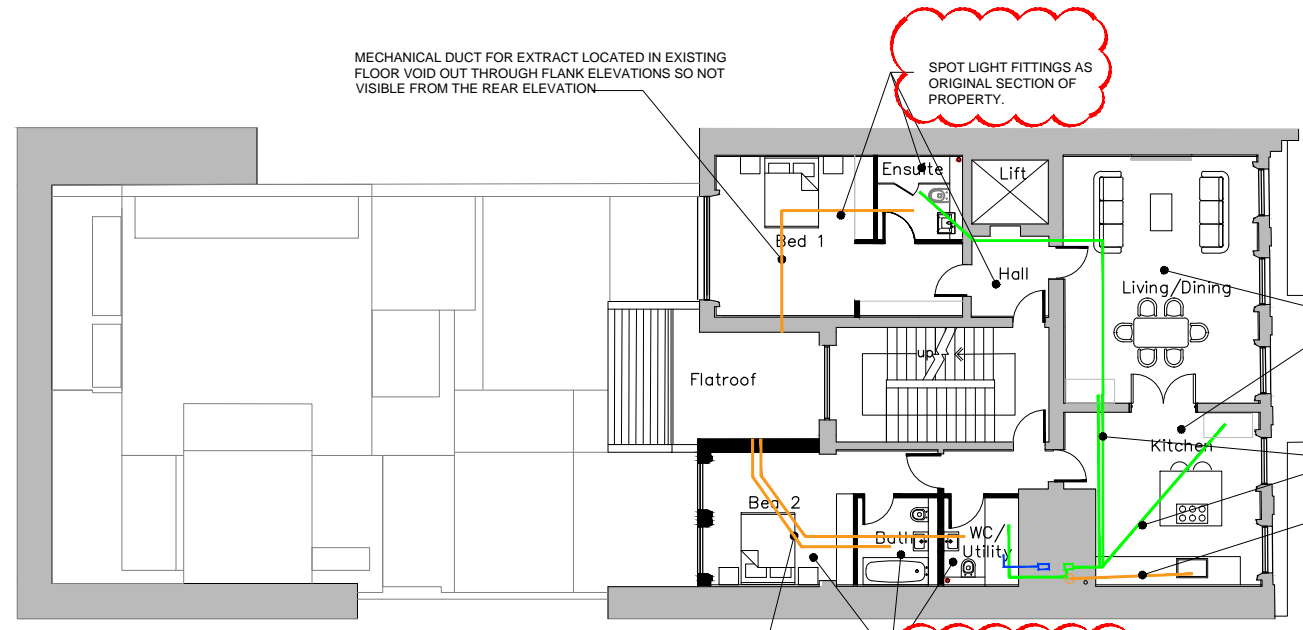 MECHANICAL DUCT FOR EXTRACT LOCATED IN EXISTING
FLOOR VOID OUT THROUGH FLANK ELEVATIONS SO NOT
VISIBLE FROM THE REAR ELEVATION
SPOT LIGHT FITTINGS AS
ORIGINAL SECTION OF
PROPERTY.
Ensuite
Lift
Bed 1
Hall
Living/Dining
up
Flatroof
Kitchen
Bed 2
Bath
WC/
Utility